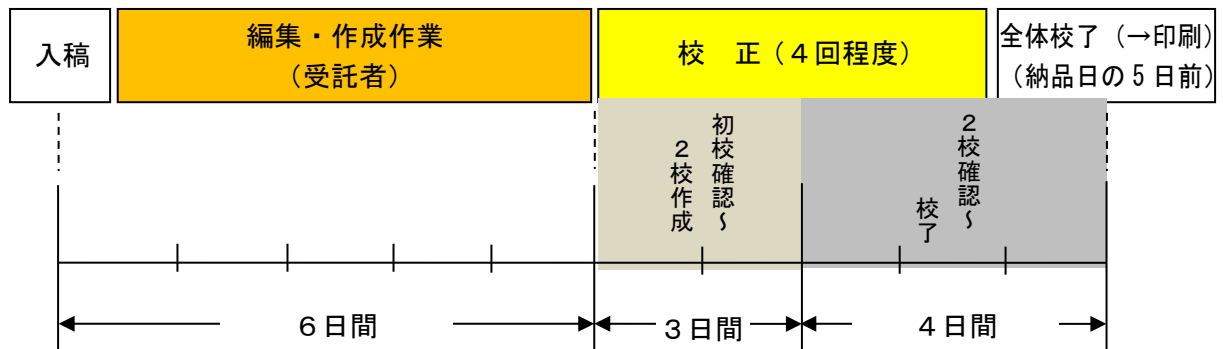 入稿
編集・作成作業
（受託者）
校　正（４回程度）
全体校了（→印刷）
（納品日の５日前）
初校確認～
２校作成
２校確認～
校了
６日間
３日間
４日間